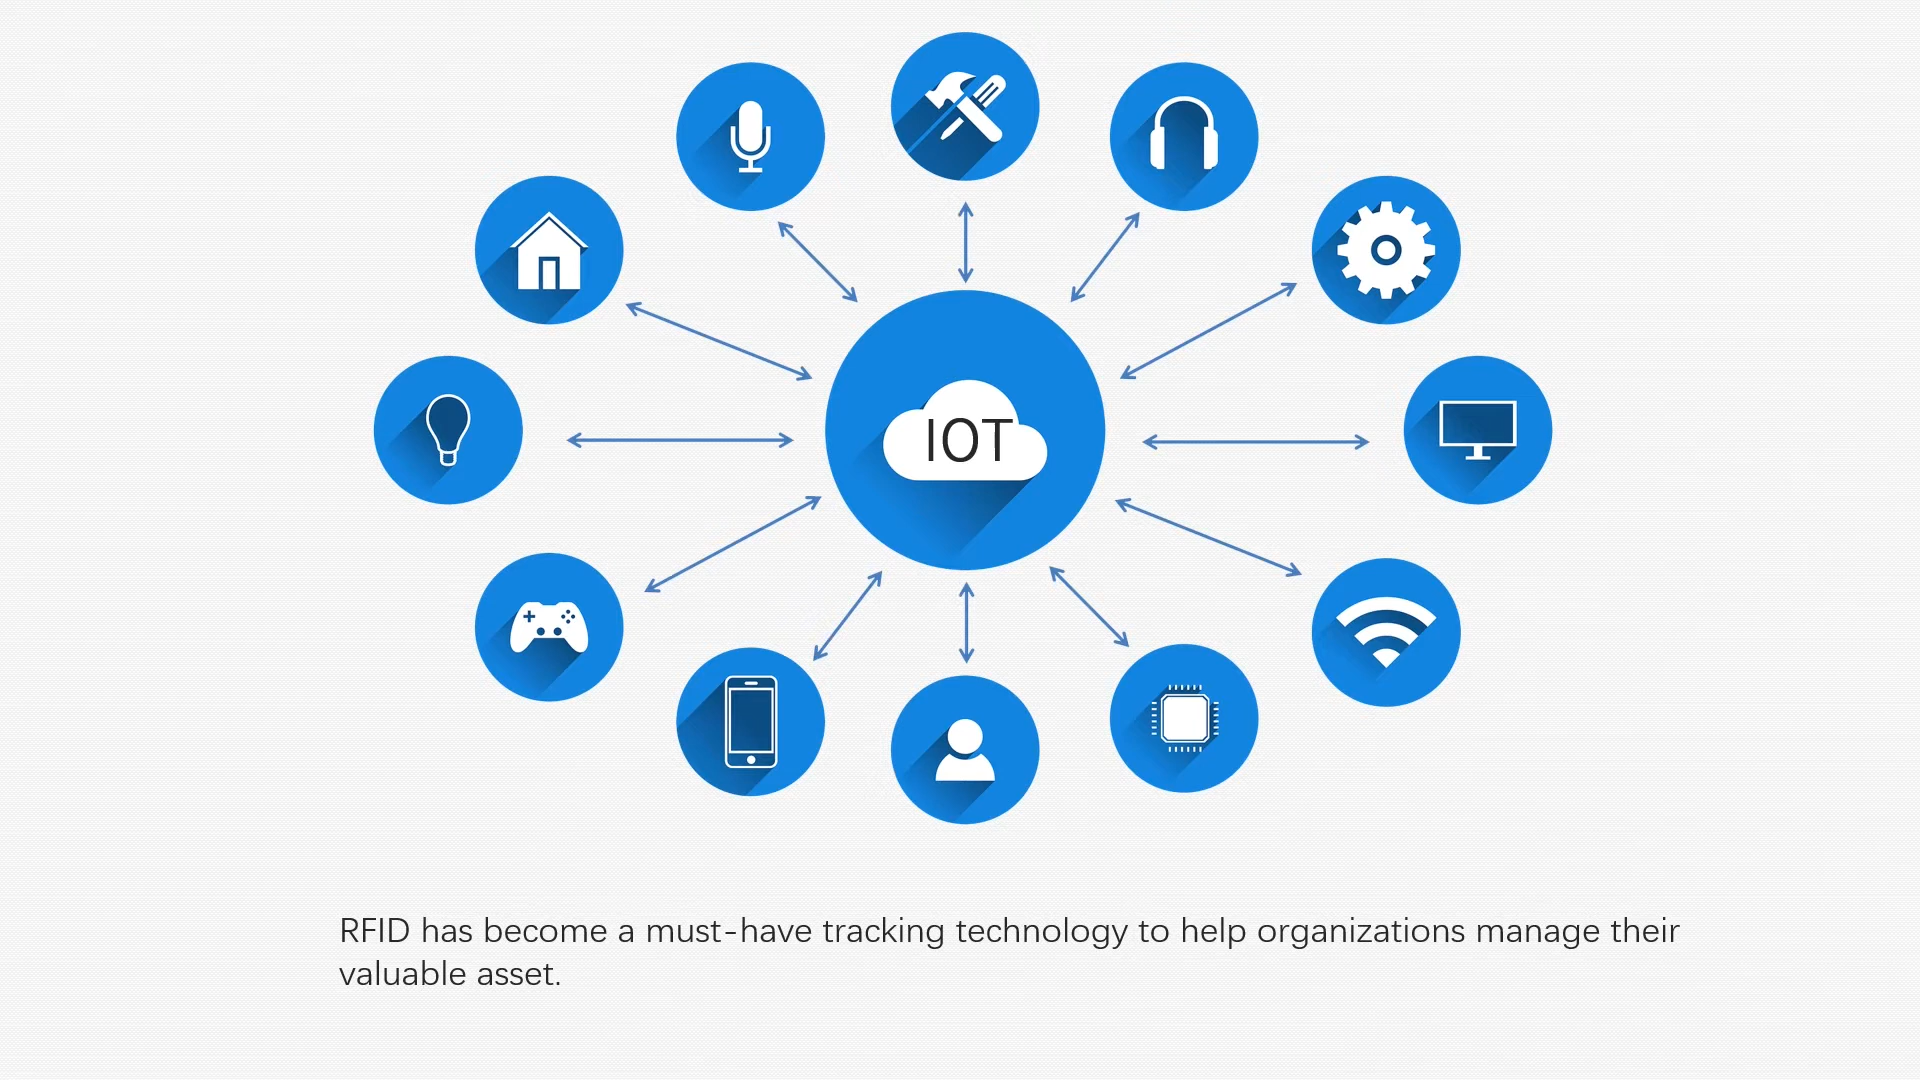 IOT
RFID has become a must-have tracking technology to help organizations manage their
valuable asset.